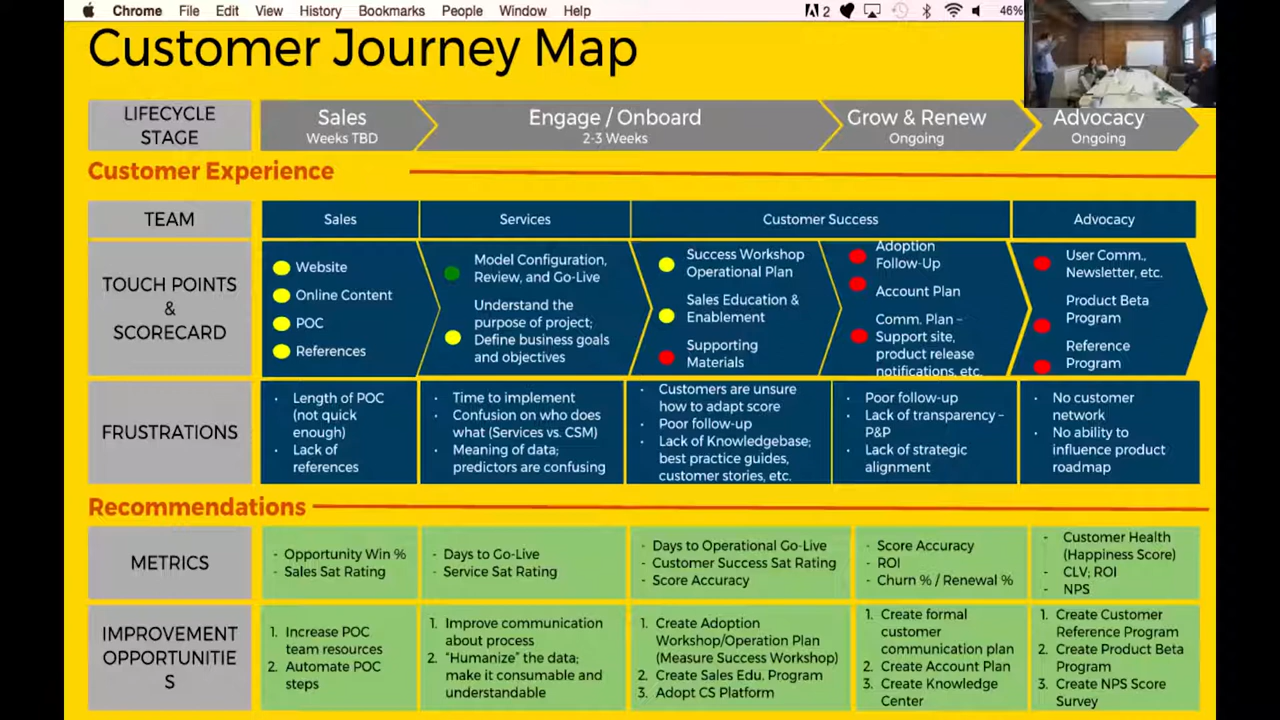 Chrome File Edit View History Bookmarks People Window Help 2 46%
Customer Journey Map
LIFECYCLE
STAGE
Sales
Weeks TBD
Engage / Onboard
2-3 Weeks
Grow & Renew
Ongoing
Advocacy
Ongoing
Customer Experience
TEAM
Sales
Services
Customer Success
Advocacy
TOUCH POINTS
&
SCORECARD
Website
Online Content
POC
References
Model Configuration,
Review, and Go-Live
Understand the
purpose of project;
Define business goals
and objectives
Success Workshop
Operational Plan
Sales Education &
Enablement
Supporting
Materials
Adoption
Follow-Up
Account Plan
Comm. Plan –
Support site,
product release
notifications, etc.
User Comm.,
Newsletter, etc.
Product Beta
Program
Reference
Program
FRUSTRATIONS
· Length of POC
(not quick
enough)
· Lack of
references
· Time to implement
· Confusion on who does
what (Services vs. CSM)
· Meaning of data;
predictors are confusing
· Customers are unsure
how to adapt score
· Poor follow-up
· Lack of Knowledgebase;
best practice guides,
customer stories, etc.
· Poor follow-up
· Lack of transparency –
P&P
· Lack of strategic
alignment
· No customer
network
· No ability to
influence product
roadmap
Recommendations
METRICS
- Opportunity Win %
- Sales Sat Rating
- Days to Go-Live
- Service Sat Rating
- Days to Operational Go-Live
- Customer Success Sat Rating
- Score Accuracy
- Score Accuracy
- ROI
- Churn % / Renewal %
- Customer Health
(Happiness Score)
- CLV; ROI
- NPS
IMPROVEMENT
OPPORTUNITIE
S
1. Increase POC
team resources
2. Automate POC
steps
1. Improve communication
about process
2. "Humanize" the data;
make it consumable and
understandable
1. Create Adoption
Workshop/Operation Plan
(Measure Success Workshop)
2. Create Sales Edu. Program
3. Adopt CS Platform
1. Create formal
customer
communication plan
2. Create Account Plan
3. Create Knowledge
Center
1. Create Customer
Reference Program
2. Create Product Beta
Program
3. Create NPS Score
Survey